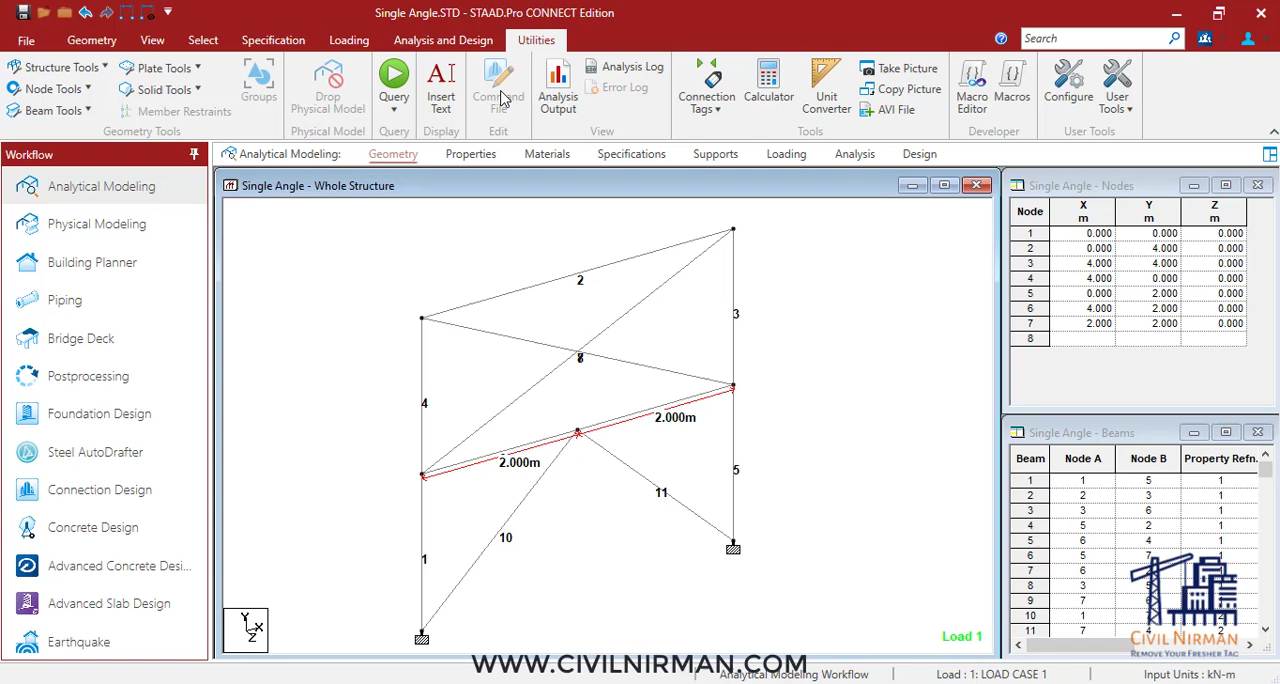 Single Angle.STD - STAAD.Pro CONNECT Edition
File Geometry View Select Specification Loading Analysis and Design Utilities Search
Structure Tools Plate Tools
Node Tools Solid Tools
Beam Tools Member Restraints
Groups
Geometry Tools
Drop
Physical Model
Physical Model
Query
Query
Insert
Text
Display
Command
File
Edit
Analysis
Output
Analysis Log
Error Log
View
Connection
Tags
Calculator
Unit
Converter
Take Picture
Copy Picture
AVI File
Tools
Macro
Editor
Macros
Developer
Configure
User
Tools
User Tools
Workflow
Analytical Modeling: Geometry Properties Materials Specifications Supports Loading Analysis Design
Analytical Modeling
Physical Modeling
Building Planner
Piping
Bridge Deck
Postprocessing
Foundation Design
Steel AutoDrafter
Connection Design
Concrete Design
Advanced Concrete Desi...
Advanced Slab Design
Earthquake
Single Angle - Whole Structure
2
3
4
2.000m
2.000m
5
11
10
1
Y
X
Z
Load 1
Single Angle - Nodes
Node X m Y m Z m
1 0.000 0.000 0.000
2 0.000 4.000 0.000
3 4.000 4.000 0.000
4 4.000 0.000 0.000
5 0.000 2.000 0.000
6 4.000 2.000 0.000
7 2.000 2.000 0.000
8
Single Angle - Beams
Beam Node A Node B Property Refn.
1 1 5 1
2 2 3 1
3 3 6 1
4 5 2 1
5 6 4 1
6 5 7
7 6
8 3
9 7
10 1
11 7 4 2
CIVIL NIRMAN
REMOVE YOUR FRESHER TAG
WWW.CIVILNIRMAN.COM
Analytical Modeling Workflow Load : 1: LOAD CASE 1 Input Units : kN-m